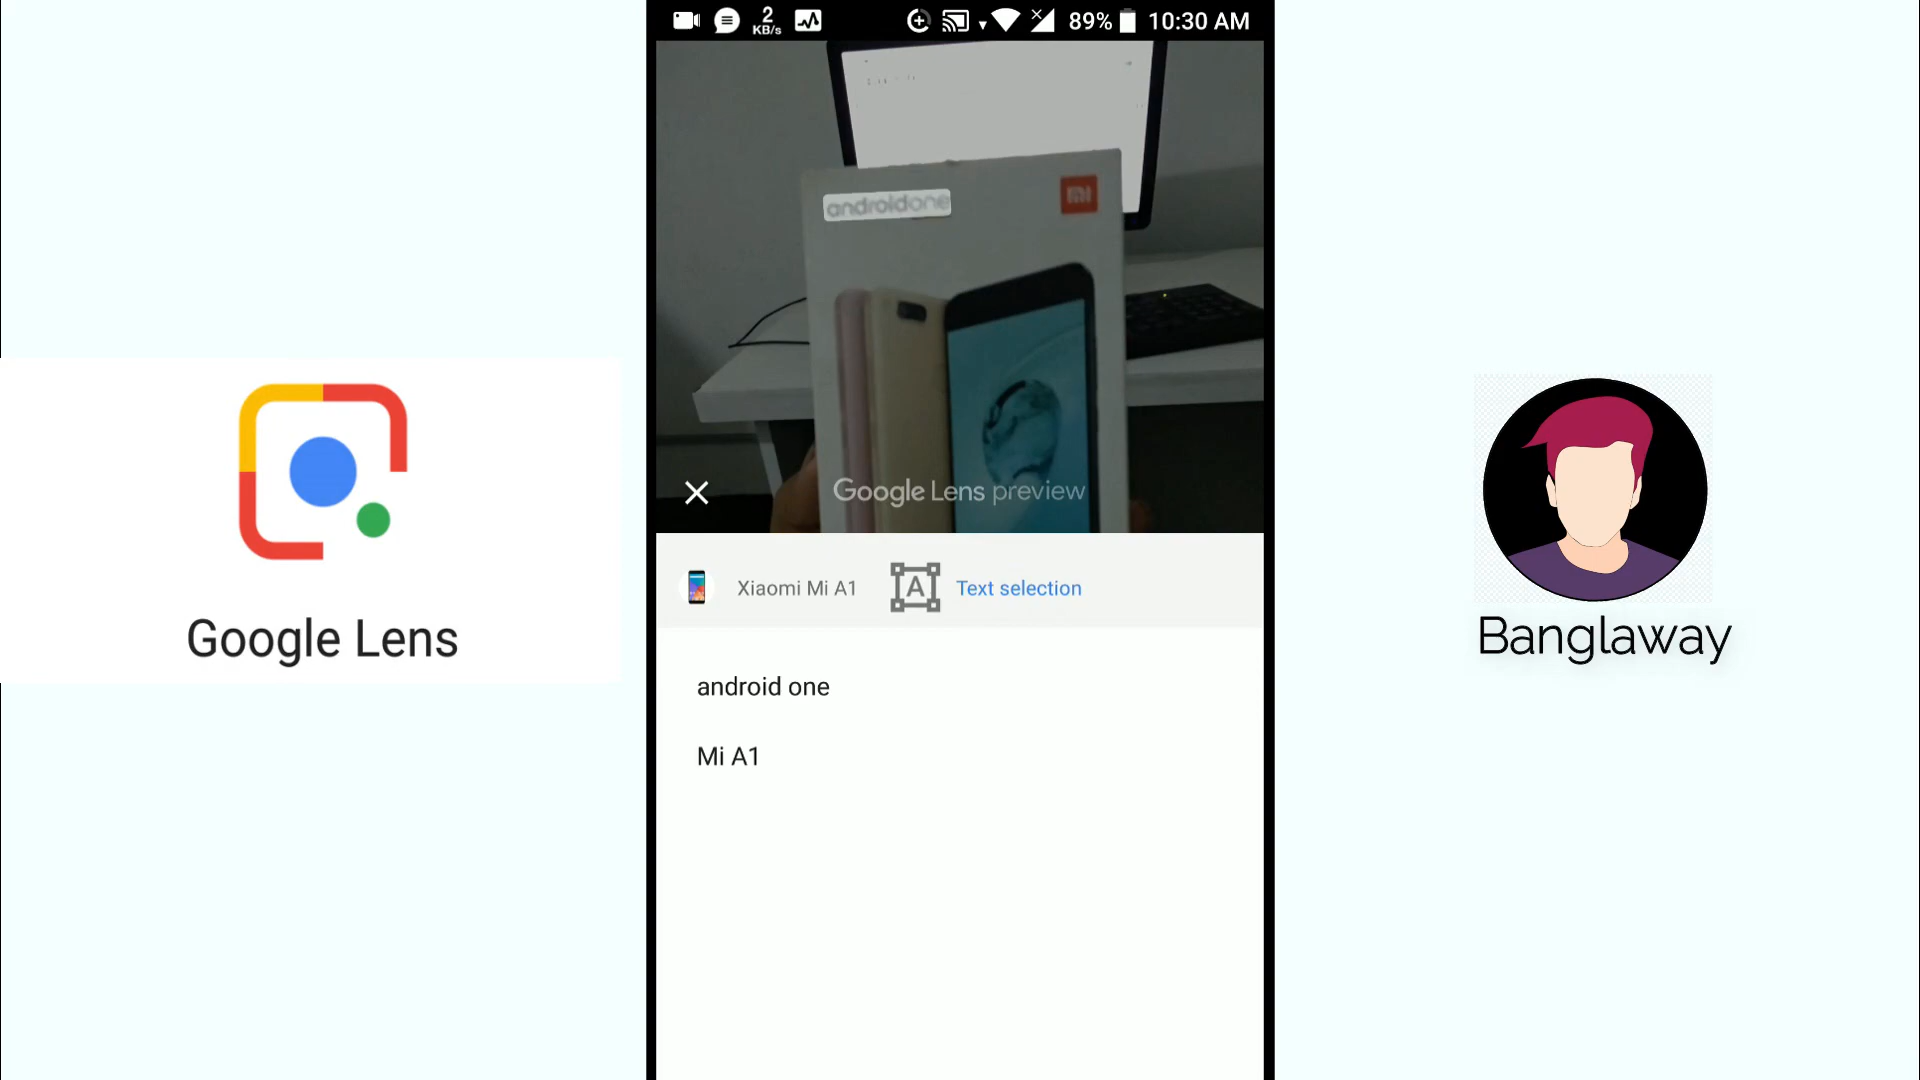 2
KB/s
89%
10:30 AM
androidone
Google Lens preview
Xiaomi Mi A1
A
Text selection
android one
Mi A1
Google Lens
Banglaway